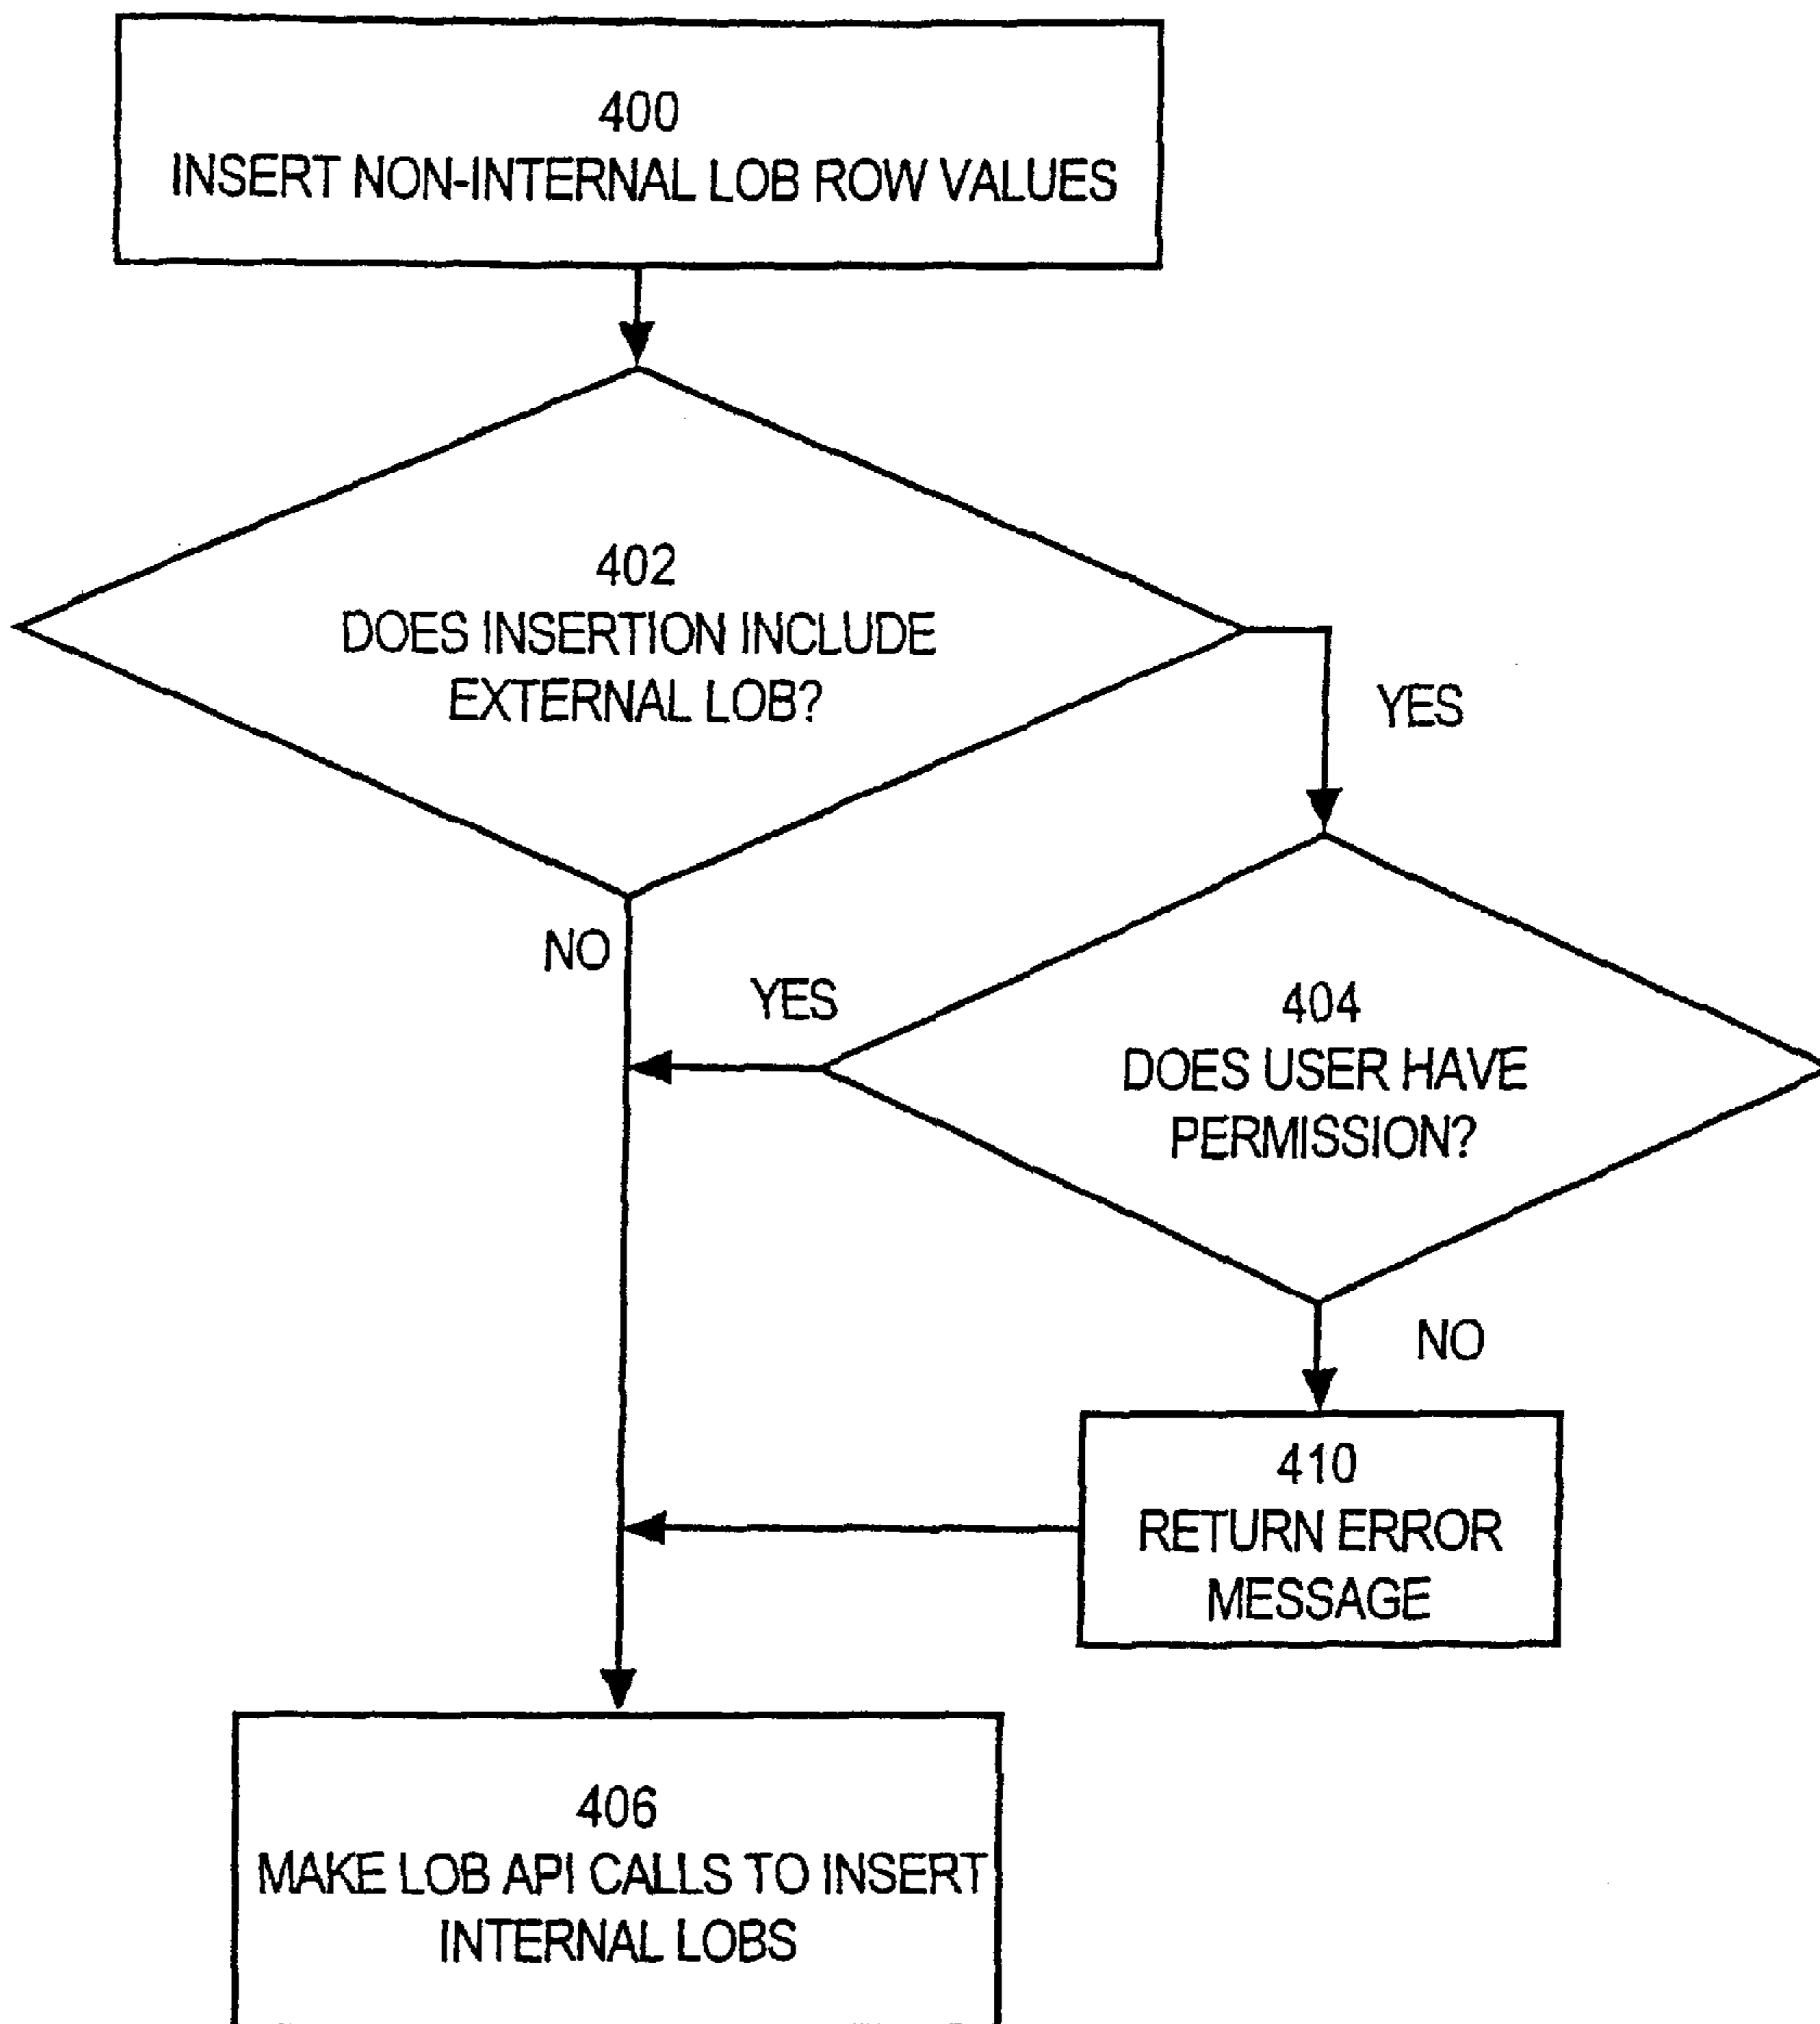 400
INSERT NON-INTERNAL LOB ROW VALUES
402
DOES INSERTION INCLUDE
EXTERNAL LOB?
YES
NO
YES
404
DOES USER HAVE
PERMISSION?
NO
410
RETURN ERROR
MESSAGE
406
MAKE LOB API CALLS TO INSERT
INTERNAL LOBS